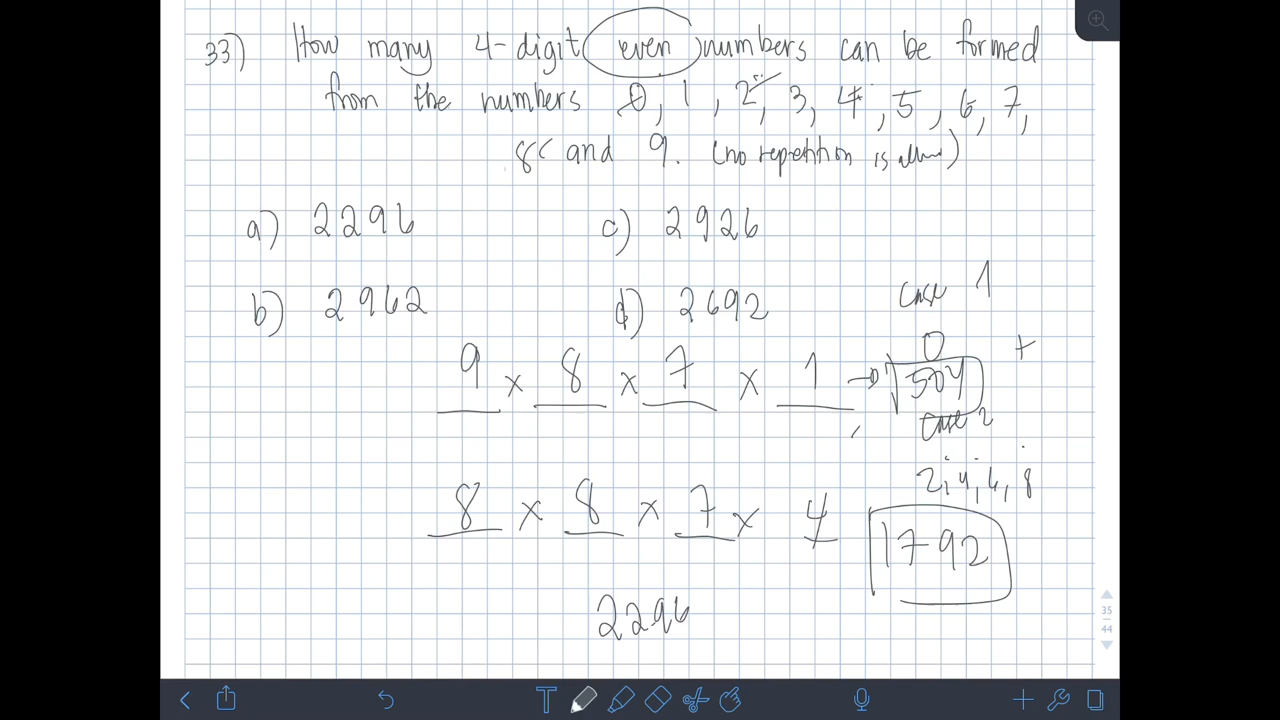 33) How many 4-digit even numbers can be formed
from the numbers 0, 1, 2, 3, 4, 5, 6, 7,
8 and 9. (no repetition is)
a) 2296
c) 2926
b) 2962
d) 2692
case 1
0
9 x 8 x 7 x 1 → 504 +
case 2
2, 4, 6, 8
8 x 8 x 7 x 4
1792
2296
35
44
T